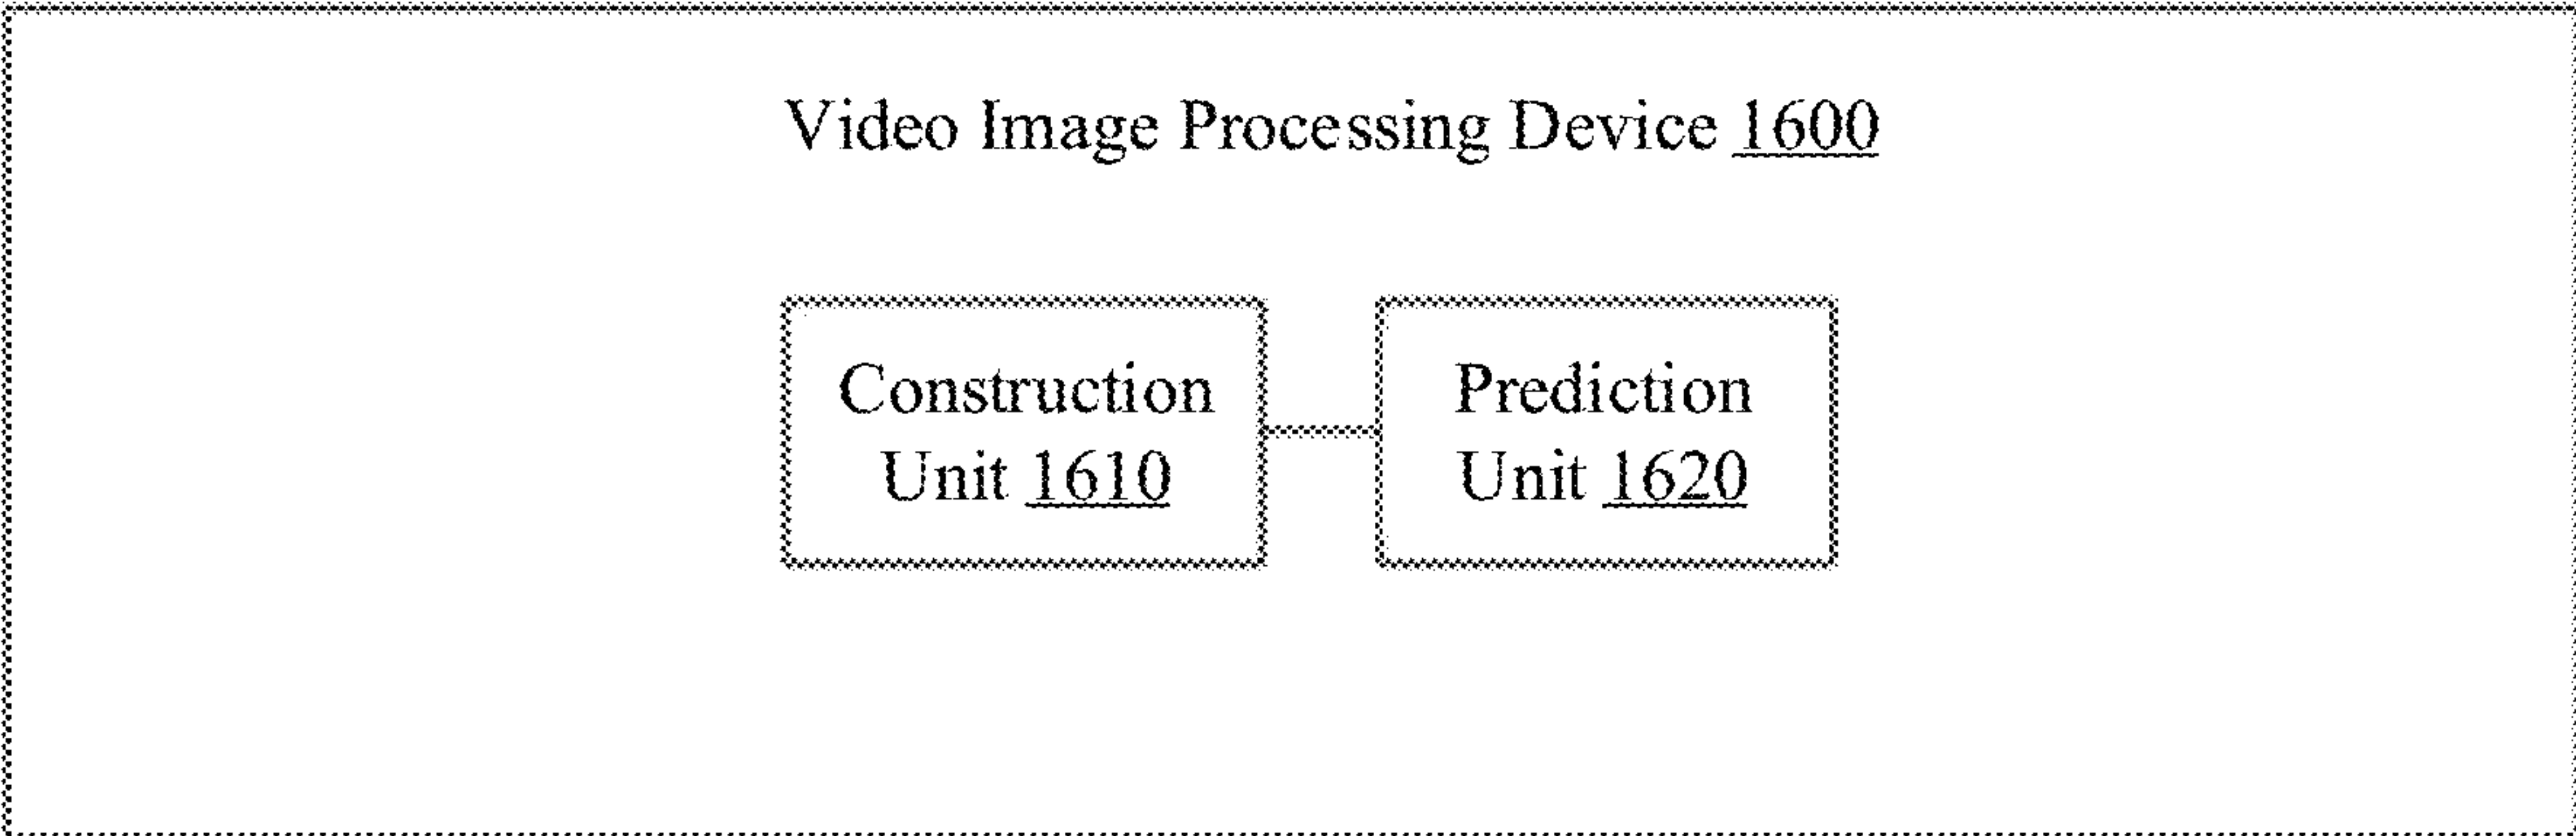 Video Image Processing Device 1600
Construction
Unit 1610
Prediction
Unit 1620